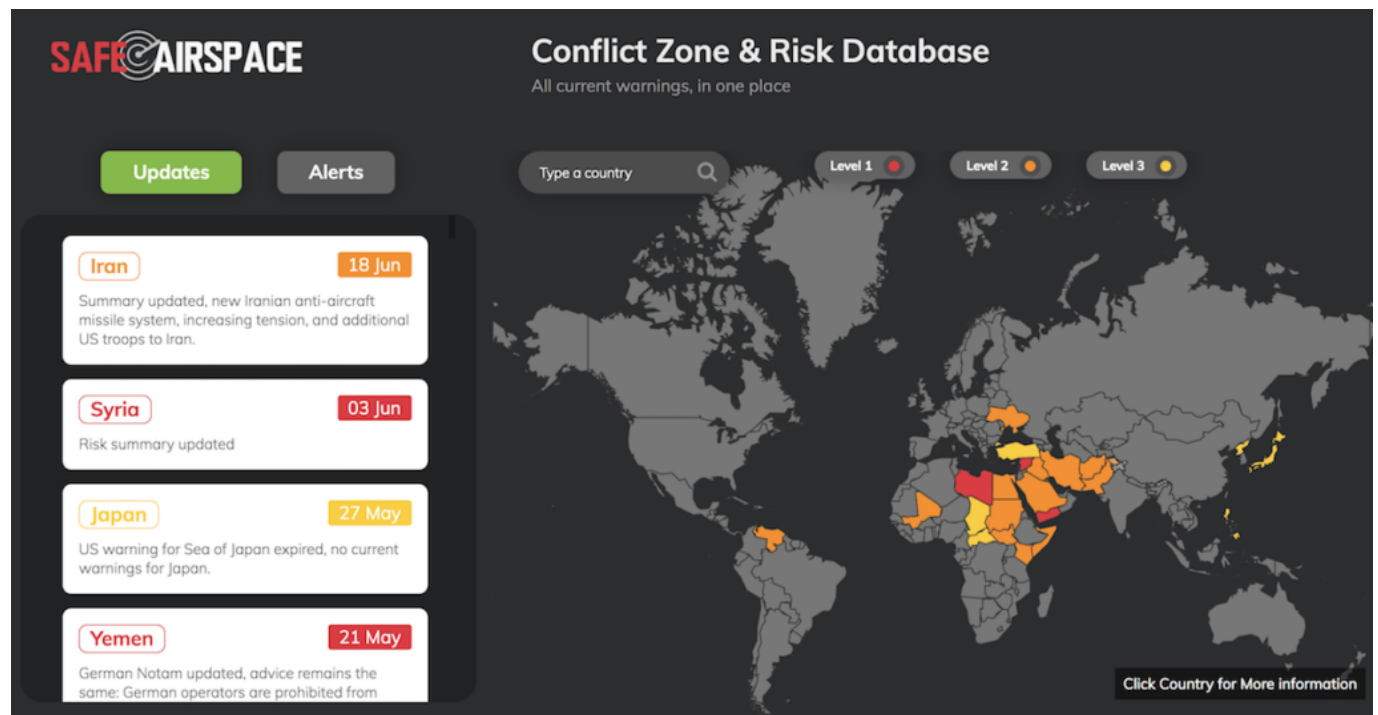 SAFE AIRSPACE
Conflict Zone & Risk Database
All current warnings, in one place
Updates
Alerts
Type a country
Level 1
Level 2
Level 3
Iran
18 Jun
Summary updated, new Iranian anti-aircraft
missile system, increasing tension, and additional
US troops to Iran.
Syria
03 Jun
Risk summary updated
Japan
27 May
US warning for Sea of Japan expired, no current
warnings for Japan.
Yemen
21 May
German Notam updated, advice remains the
same: German operators are prohibited from
Click Country for More information